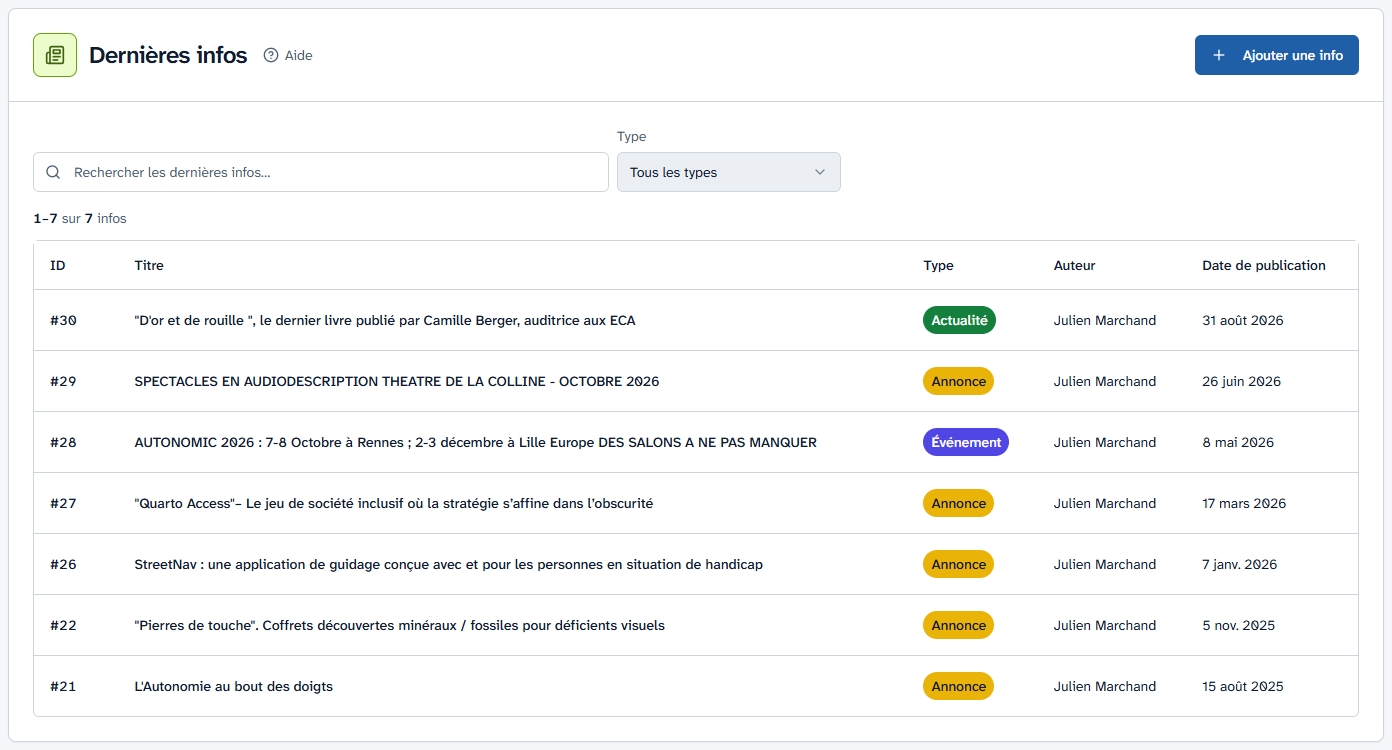 Dernières infos
Aide
Ajouter une info
Type
Rechercher les dernières infos...
Tous les types
1–7 sur 7 infos
ID Titre Type Auteur Date de publication
#30 "D'or et de rouille ", le dernier livre publié par Camille Berger, auditrice aux ECA Actualité Julien Marchand 31 août 2026
#29 SPECTACLES EN AUDIODESCRIPTION THEATRE DE LA COLLINE - OCTOBRE 2026 Annonce Julien Marchand 26 juin 2026
#28 AUTONOMIC 2026 : 7-8 Octobre à Rennes ; 2-3 décembre à Lille Europe DES SALONS A NE PAS MANQUER Événement Julien Marchand 8 mai 2026
#27 "Quarto Access"– Le jeu de société inclusif où la stratégie s'affine dans l'obscurité Annonce Julien Marchand 17 mars 2026
#26 StreetNav : une application de guidage conçue avec et pour les personnes en situation de handicap Annonce Julien Marchand 7 janv. 2026
#22 "Pierres de touche". Coffrets découvertes minéraux / fossiles pour déficients visuels Annonce Julien Marchand 5 nov. 2025
#21 L'Autonomie au bout des doigts Annonce Julien Marchand 15 août 2025